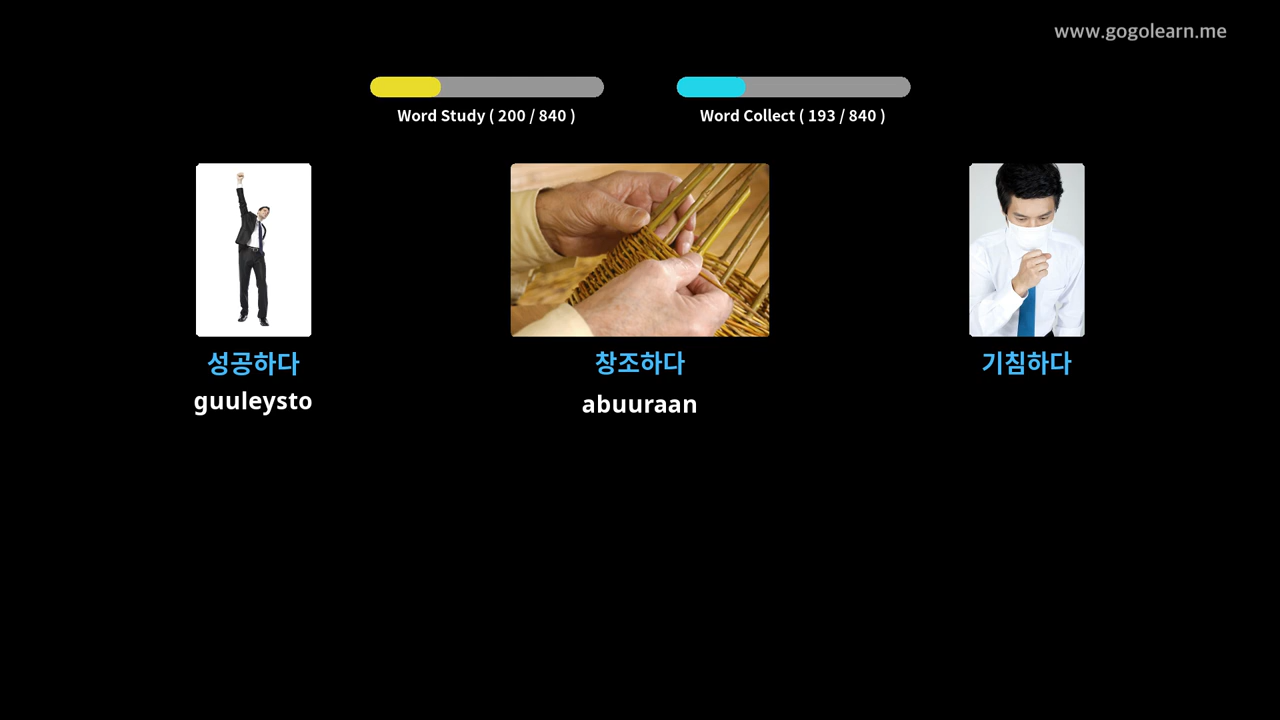 www.gogolearn.me
Word Study ( 200 / 840 )
Word Collect ( 193 / 840 )
성공하다
창조하다
기침하다
guuleysto
abuuraan